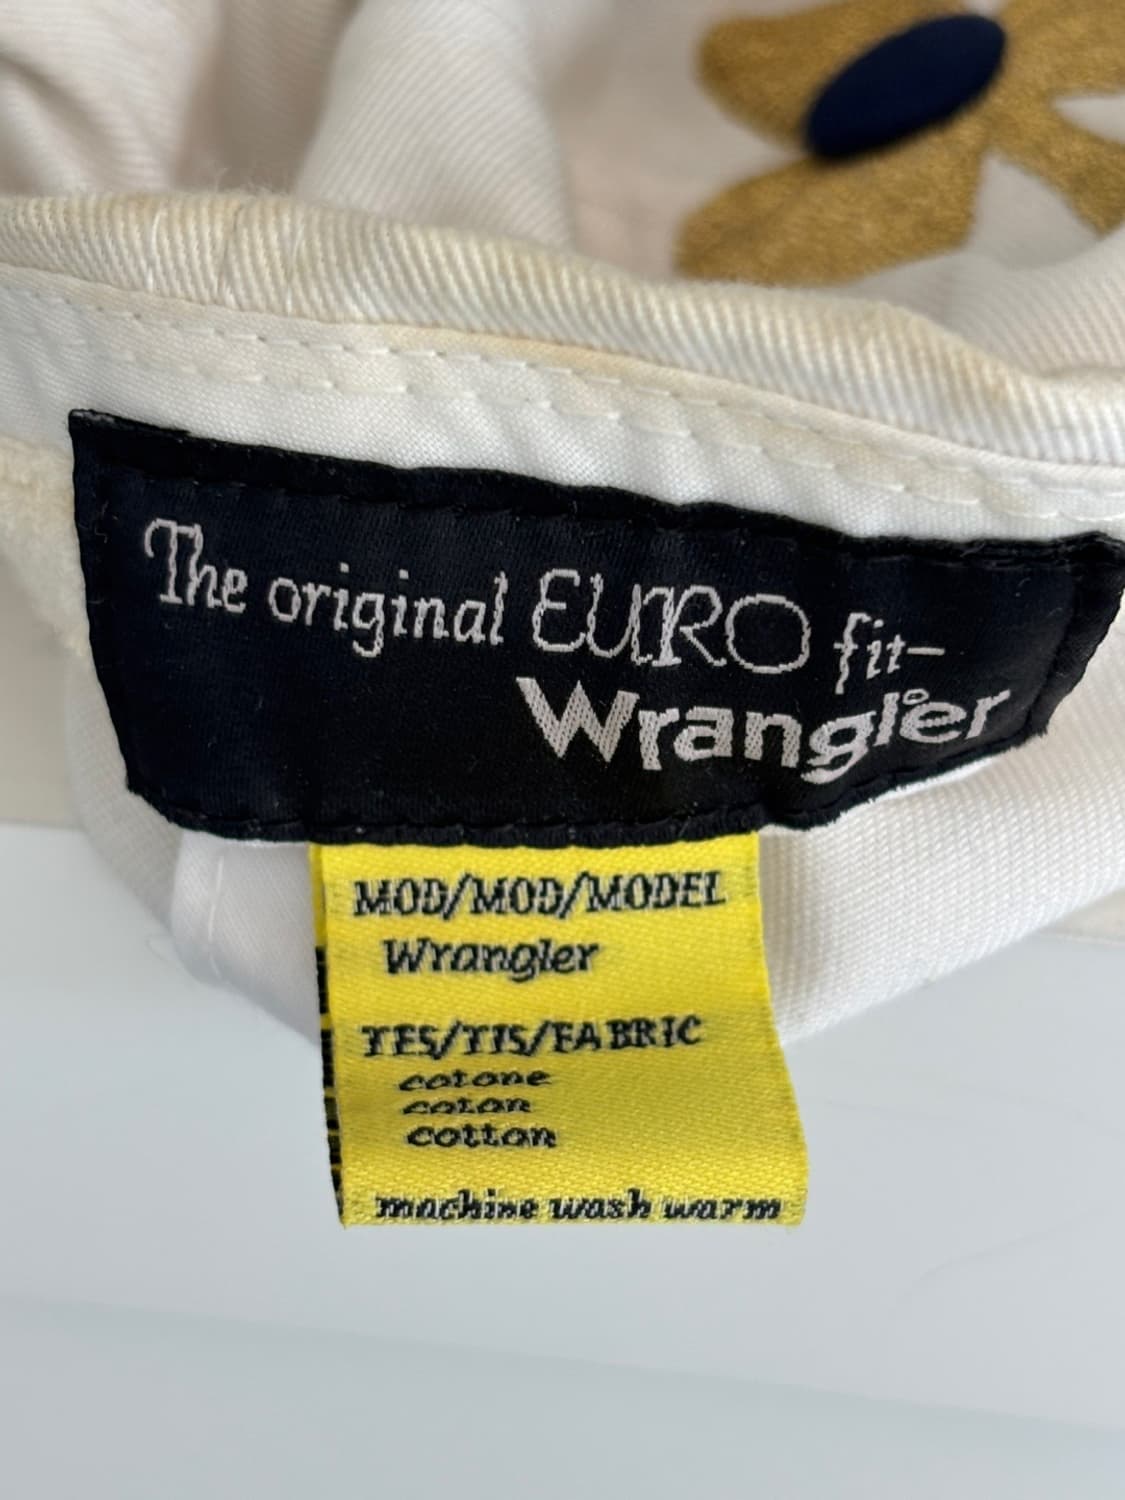 The original EURO fit-
Wrangler®
MOD/MOD/MODEL
Wrangler
TES/TIS/FABRIC
cotone
coton
cotton
machine wash warm